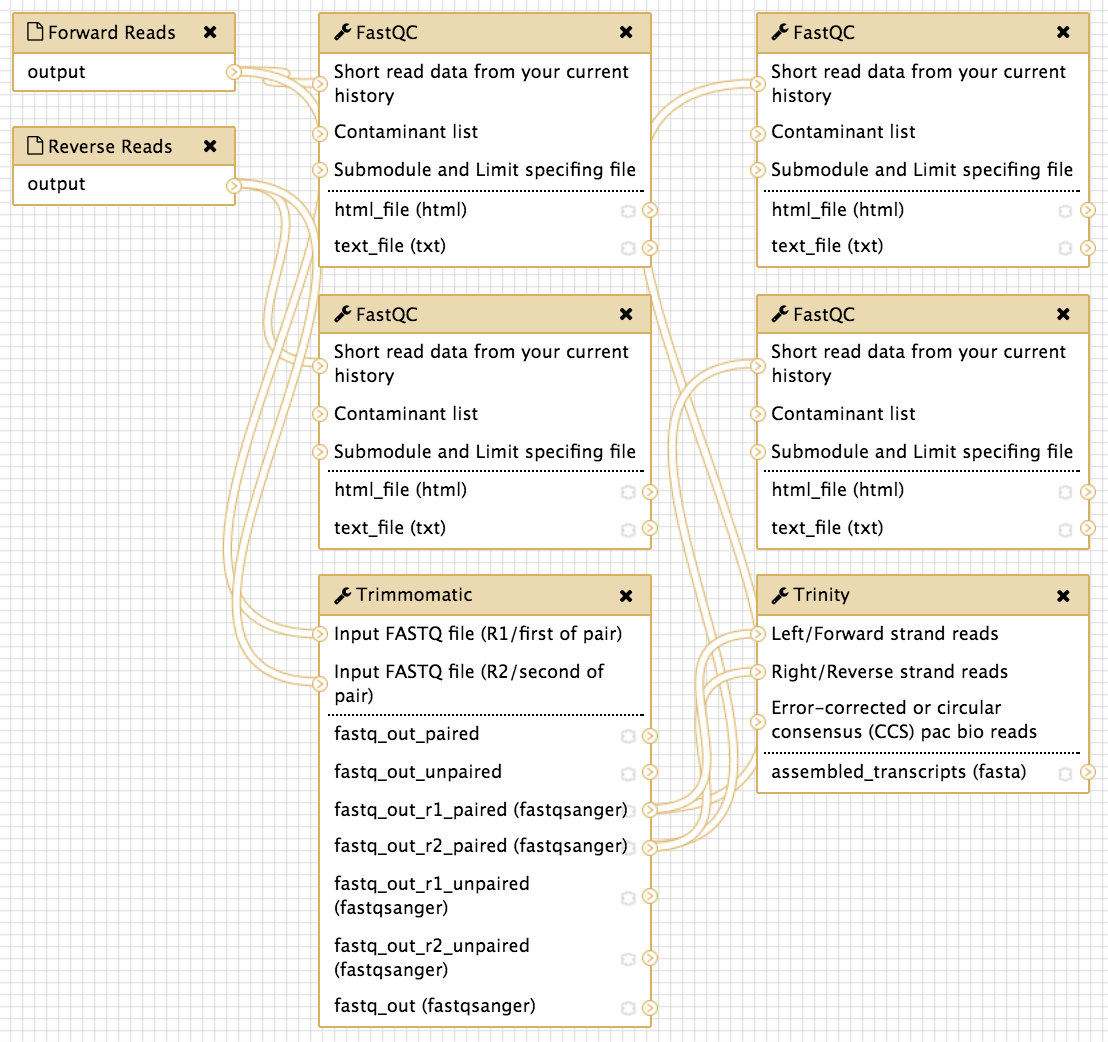 Forward Reads
output
Reverse Reads
output
FastQC
Short read data from your current
history
Contaminant list
Submodule and Limit specifing file
html_file (html)
text_file (txt)
FastQC
Short read data from your current
history
Contaminant list
Submodule and Limit specifing file
html_file (html)
text_file (txt)
FastQC
Short read data from your current
history
Contaminant list
Submodule and Limit specifing file
html_file (html)
text_file (txt)
FastQC
Short read data from your current
history
Contaminant list
Submodule and Limit specifing file
html_file (html)
text_file (txt)
Trimmomatic
Input FASTQ file (R1/first of pair)
Input FASTQ file (R2/second of
pair)
fastq_out_paired
fastq_out_unpaired
fastq_out_r1_paired (fastqsanger)
fastq_out_r2_paired (fastqsanger)
fastq_out_r1_unpaired
(fastqsanger)
fastq_out_r2_unpaired
(fastqsanger)
fastq_out (fastqsanger)
Trinity
Left/Forward strand reads
Right/Reverse strand reads
Error-corrected or circular
consensus (CCS) pac bio reads
assembled_transcripts (fasta)